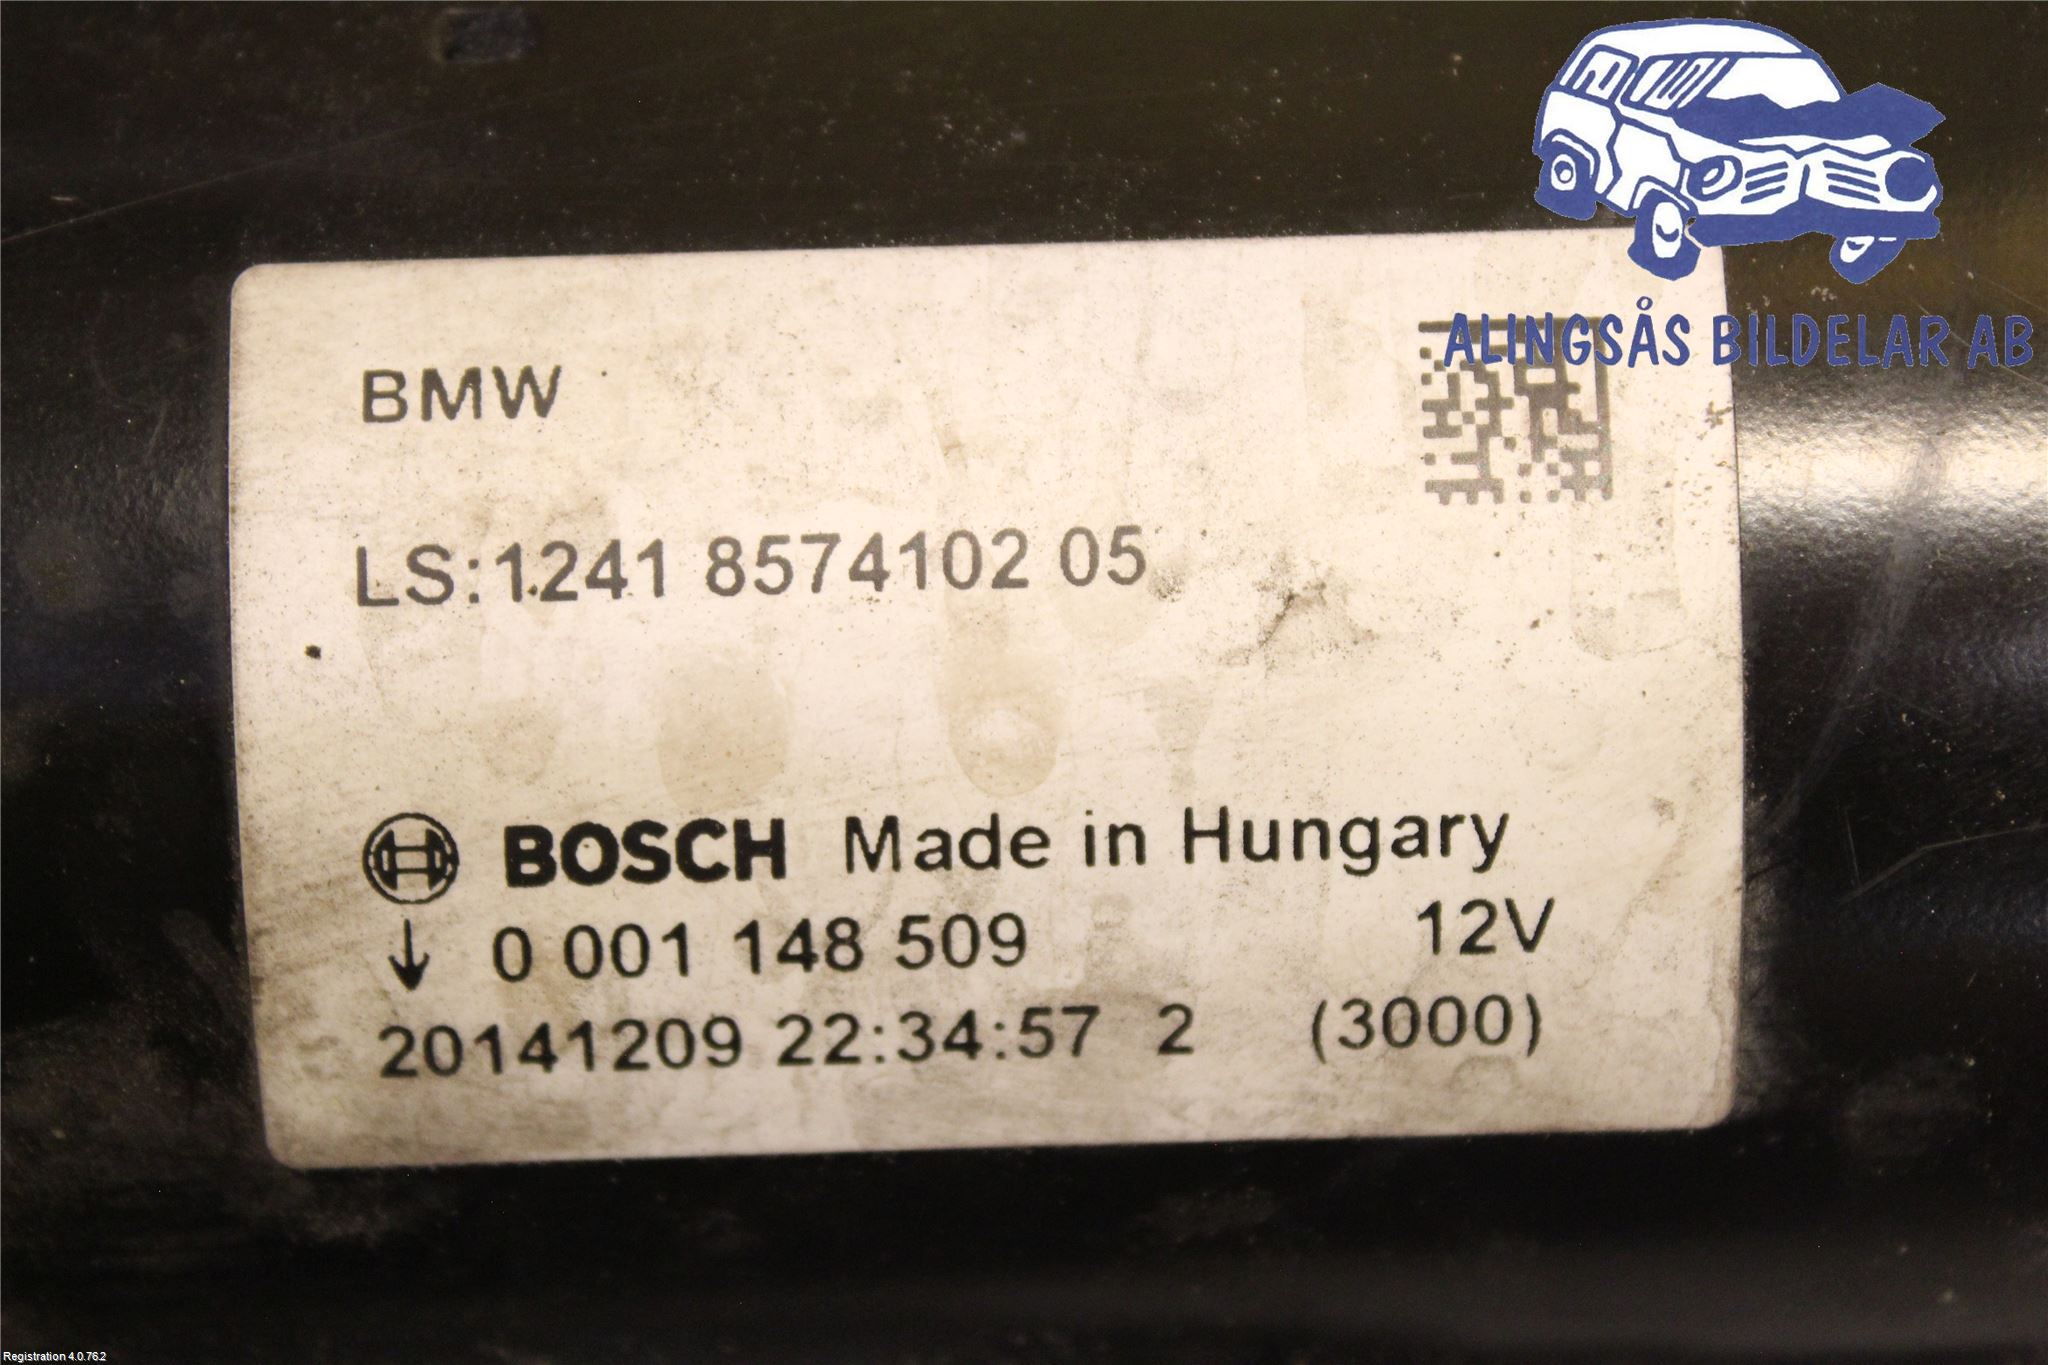 ALINGSÅS BILDELAR AB
BMW
LS:1241 8574102 05
BOSCH Made in Hungary
0 001 148 509 12V
20141209 22:34:57 2 (3000)
Registration 4.0.76.2